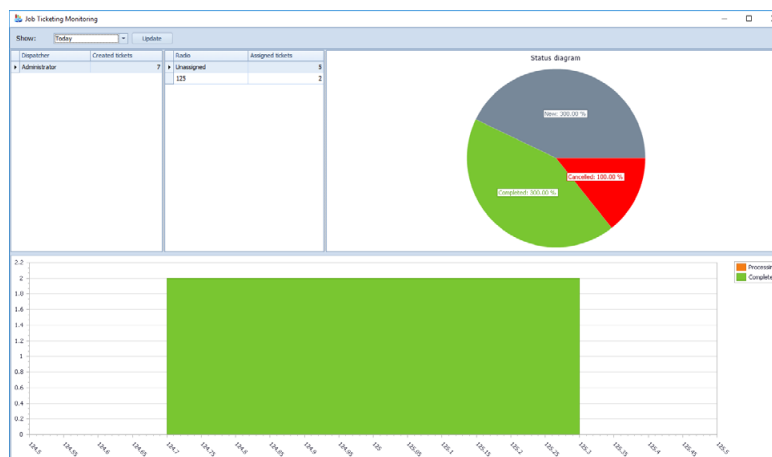 Job Ticketing Monitoring
Show: Today Update
Dispatcher Created tickets
Administrator 7
Radio Assigned tickets
Unassigned 5
125 2
Status diagram
New: 300.00 %
Cancelled: 100.00 %
Completed: 300.00 %
2.2
2
1.8
1.6
1.4
1.2
1
0.8
0.6
0.4
0.2
0
124.5 124.55 124.6 124.65 124.7 124.75 124.8 124.85 124.9 124.95 125 125.05 125.1 125.15 125.2 125.25 125.3 125.35 125.4 125.45 125.5
Processin
Complete